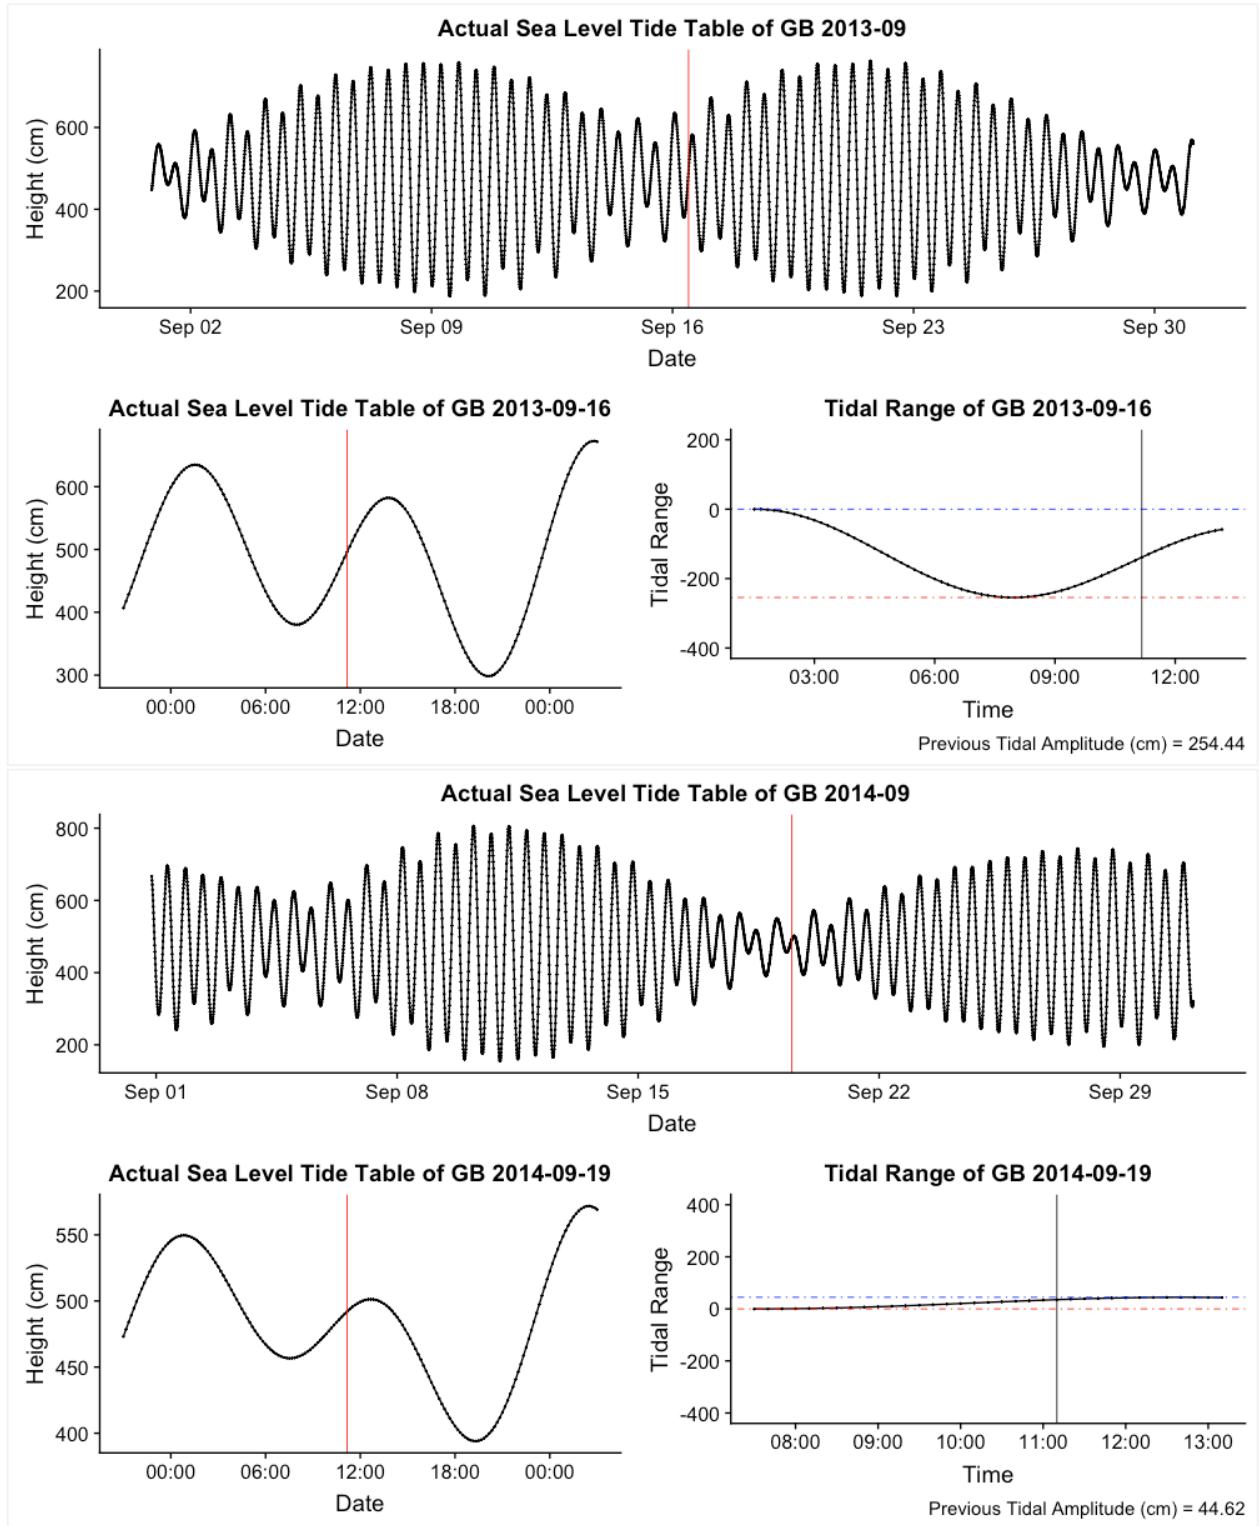 Actual Sea Level Tide Table of GB 2013-09
Height (cm)
600
400
200
Sep 02 Sep 09 Sep 16 Sep 23 Sep 30
Date
Actual Sea Level Tide Table of GB 2013-09-16
Height (cm)
600
500
400
300
00:00 06:00 12:00 18:00 00:00
Date
Tidal Range of GB 2013-09-16
Tidal Range
200
0
-200
-400
03:00 06:00 09:00 12:00
Time
Previous Tidal Amplitude (cm) = 254.44
Actual Sea Level Tide Table of GB 2014-09
Height (cm)
800
600
400
200
Sep 01 Sep 08 Sep 15 Sep 22 Sep 29
Date
Actual Sea Level Tide Table of GB 2014-09-19
Height (cm)
550
500
450
400
00:00 06:00 12:00 18:00 00:00
Date
Tidal Range of GB 2014-09-19
Tidal Range
400
200
0
-200
-400
08:00 09:00 10:00 11:00 12:00 13:00
Time
Previous Tidal Amplitude (cm) = 44.62